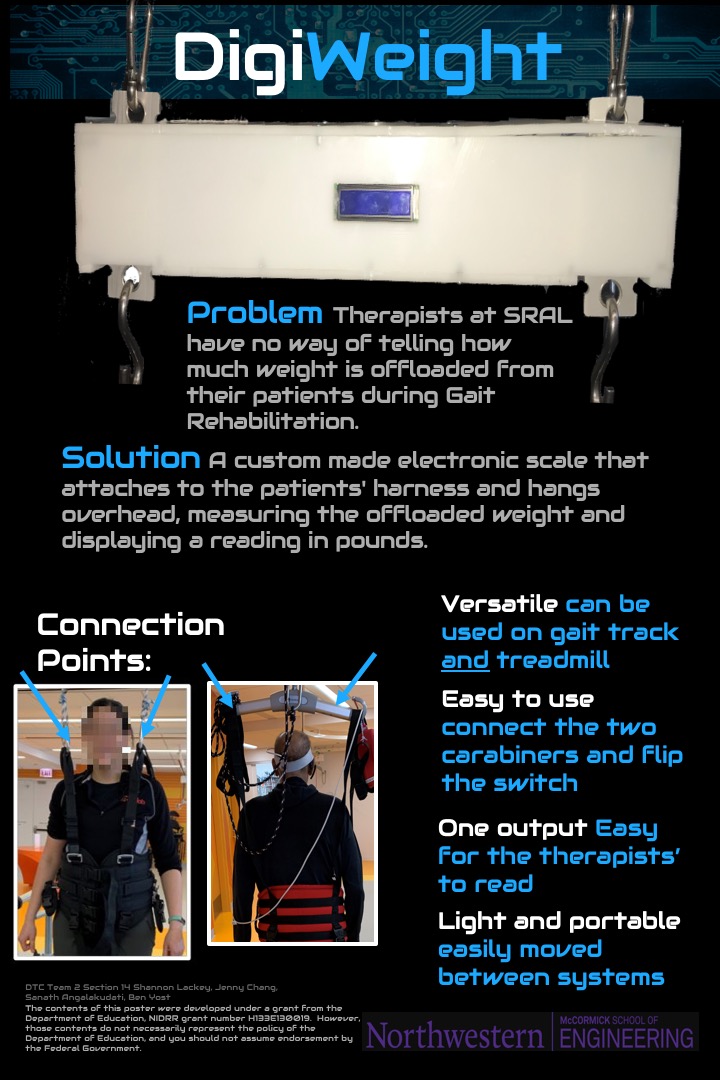 DigiWeight
Problem Therapists at SRAL
have no way of telling how
much weight is offloaded from
their patients during Gait
Rehabilitation.
Solution A custom made electronic scale that
attaches to the patients' harness and hangs
overhead, measuring the offloaded weight and
displaying a reading in pounds.
Connection
Points:
Versatile can be
used on gait track
and treadmill
Easy to use
connect the two
carabiners and flip
the switch
One output Easy
for the therapists'
to read
Light and portable
easily moved
between systems
EXIT
DTC Team 2 Section 14 Shannon Lackey, Jenny Chang,
Sanath Angalakudati, Ben Yost
The contents of this poster were developed under a grant from the
Department of Education, NIDRR grant number H133E130019. However,
those contents do not necessarily represent the policy of the
Department of Education, and you should not assume endorsement by
the Federal Government.
Northwestern
McCORMICK SCHOOL OF
ENGINEERING